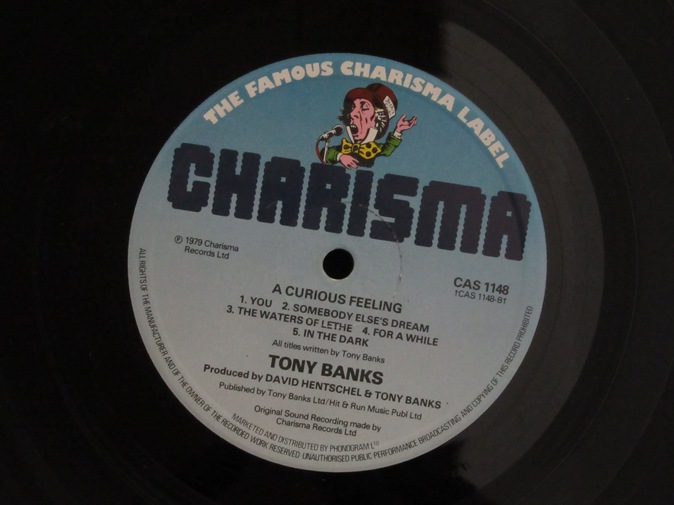 THE FAMOUS CHARISMA LABEL
CHARISMA
℗ 1979 Charisma
Records Ltd
CAS 1148
1CAS 1148-B1
A CURIOUS FEELING
1. YOU 2. SOMEBODY ELSE'S DREAM
3. THE WATERS OF LETHE 4. FOR A WHILE
5. IN THE DARK
All titles written by Tony Banks
TONY BANKS
Produced by DAVID HENTSCHEL & TONY BANKS
Published by Tony Banks Ltd/Hit & Run Music Publ Ltd
Original Sound Recording made by
Charisma Records Ltd
MARKETED AND DISTRIBUTED BY PHONOGRAM LTD
ALL RIGHTS OF THE MANUFACTURER AND OF THE OWNER OF THE RECORDED WORK RESERVED UNAUTHORISED PUBLIC PERFORMANCE BROADCASTING AND COPYING OF THIS RECORD PROHIBITED